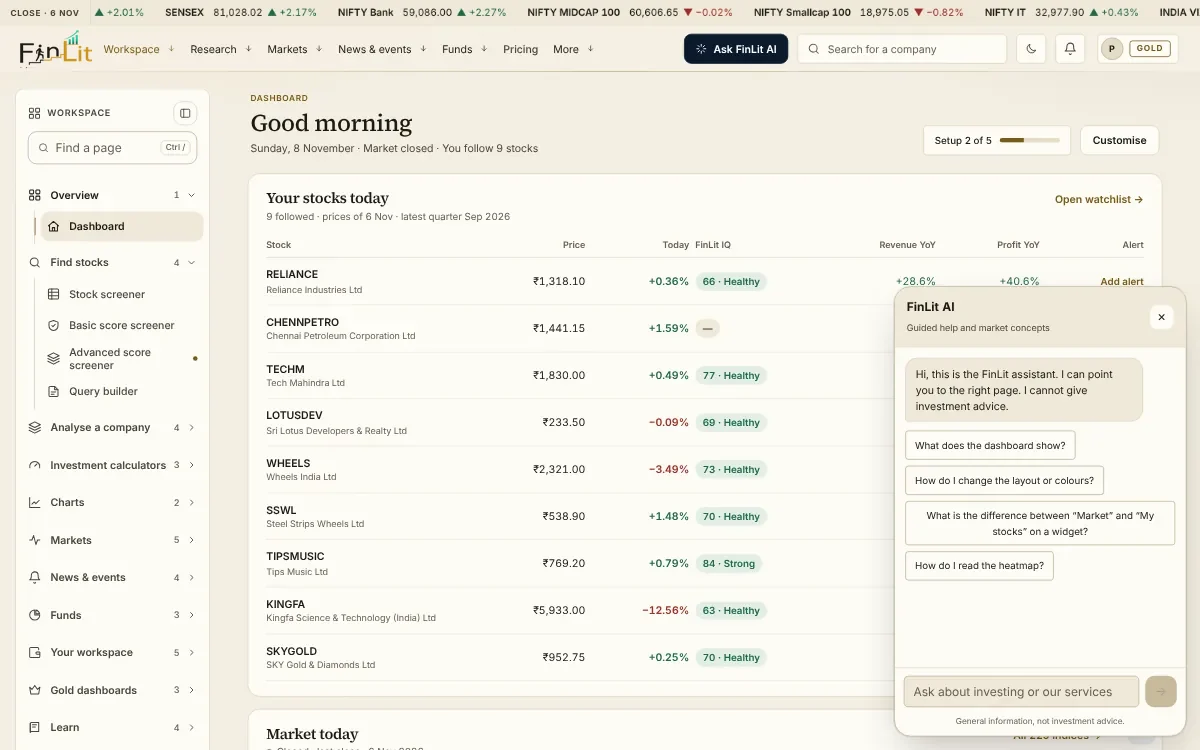 CLOSE · 6 NOV ▲ +2.01% SENSEX 81,028.02 ▲ +2.17% NIFTY Bank 59,086.00 ▲ +2.27% NIFTY MIDCAP 100 60,606.65 ▼ −0.02% NIFTY Smallcap 100 18,975.05 ▼ −0.82% NIFTY IT 32,977.90 ▲ +0.43% INDIA VI
FinLit Workspace Research Markets News & events Funds Pricing More Ask FinLit AI Search for a company P GOLD
WORKSPACE
Find a page Ctrl /
Overview 1
Dashboard
Find stocks 4
Stock screener
Basic score screener
Advanced score
screener
Query builder
Analyse a company 4
Investment calculators 3
Charts 2
Markets 5
News & events 4
Funds 3
Your workspace 5
Gold dashboards 3
Learn 4
DASHBOARD
Good morning
Sunday, 8 November · Market closed · You follow 9 stocks
Setup 2 of 5
Customise
Your stocks today
Open watchlist →
9 followed · prices of 6 Nov · latest quarter Sep 2026
Stock Price Today FinLit IQ Revenue YoY Profit YoY Alert
RELIANCE ₹1,318.10 +0.36% 66 · Healthy +28.6% +40.6% Add alert
Reliance Industries Ltd
CHENNPETRO ₹1,441.15 +1.59% —
Chennai Petroleum Corporation Ltd
TECHM ₹1,830.00 +0.49% 77 · Healthy
Tech Mahindra Ltd
LOTUSDEV ₹233.50 −0.09% 69 · Healthy
Sri Lotus Developers & Realty Ltd
WHEELS ₹2,321.00 −3.49% 73 · Healthy
Wheels India Ltd
SSWL ₹538.90 +1.48% 70 · Healthy
Steel Strips Wheels Ltd
TIPSMUSIC ₹769.20 +0.79% 84 · Strong
Tips Music Ltd
KINGFA ₹5,933.00 −12.56% 63 · Healthy
Kingfa Science & Technology (India) Ltd
SKYGOLD ₹952.75 +0.25% 70 · Healthy
SKY Gold & Diamonds Ltd
Market today
FinLit AI
Guided help and market concepts
Hi, this is the FinLit assistant. I can point
you to the right page. I cannot give
investment advice.
What does the dashboard show?
How do I change the layout or colours?
What is the difference between “Market” and “My
stocks” on a widget?
How do I read the heatmap?
Ask about investing or our services
General information, not investment advice.